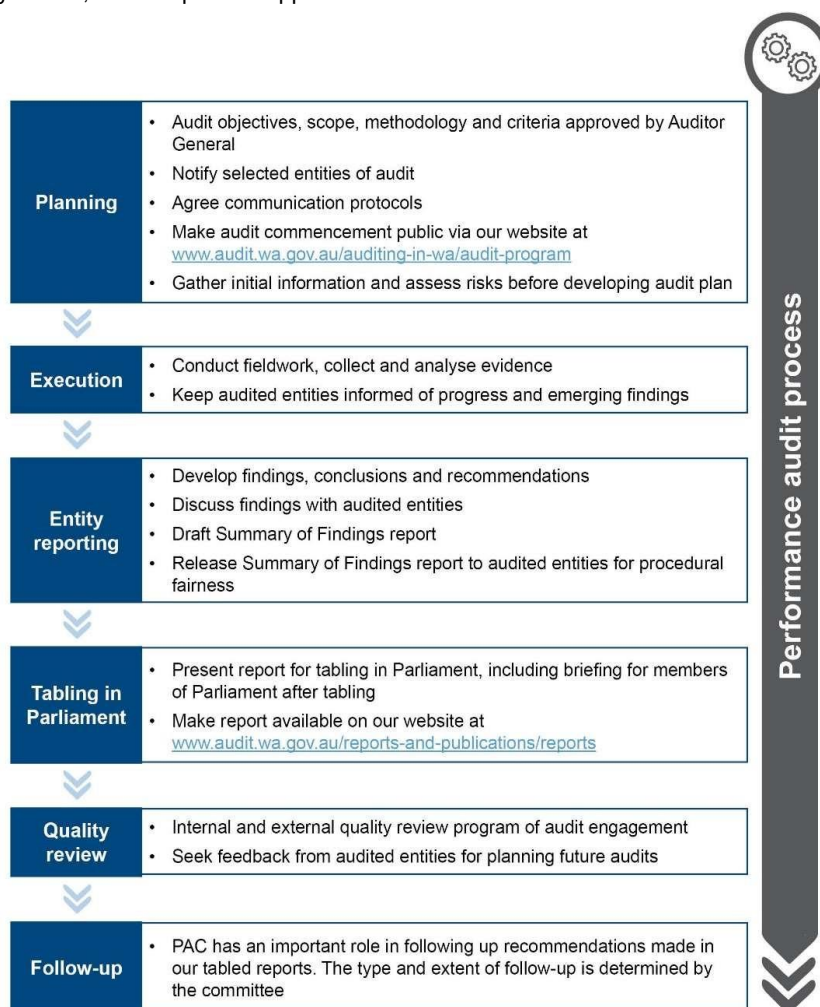 Planning
• Audit objectives, scope, methodology and criteria approved by Auditor
General
• Notify selected entities of audit
• Agree communication protocols
• Make audit commencement public via our website at
www.audit.wa.gov.au/auditing-in-wa/audit-program
• Gather initial information and assess risks before developing audit plan
Execution
• Conduct fieldwork, collect and analyse evidence
• Keep audited entities informed of progress and emerging findings
Entity
reporting
• Develop findings, conclusions and recommendations
• Discuss findings with audited entities
• Draft Summary of Findings report
• Release Summary of Findings report to audited entities for procedural
fairness
Tabling in
Parliament
• Present report for tabling in Parliament, including briefing for members
of Parliament after tabling
• Make report available on our website at
www.audit.wa.gov.au/reports-and-publications/reports
Quality
review
• Internal and external quality review program of audit engagement
• Seek feedback from audited entities for planning future audits
Follow-up
• PAC has an important role in following up recommendations made in
our tabled reports. The type and extent of follow-up is determined by
the committee
Performance audit process